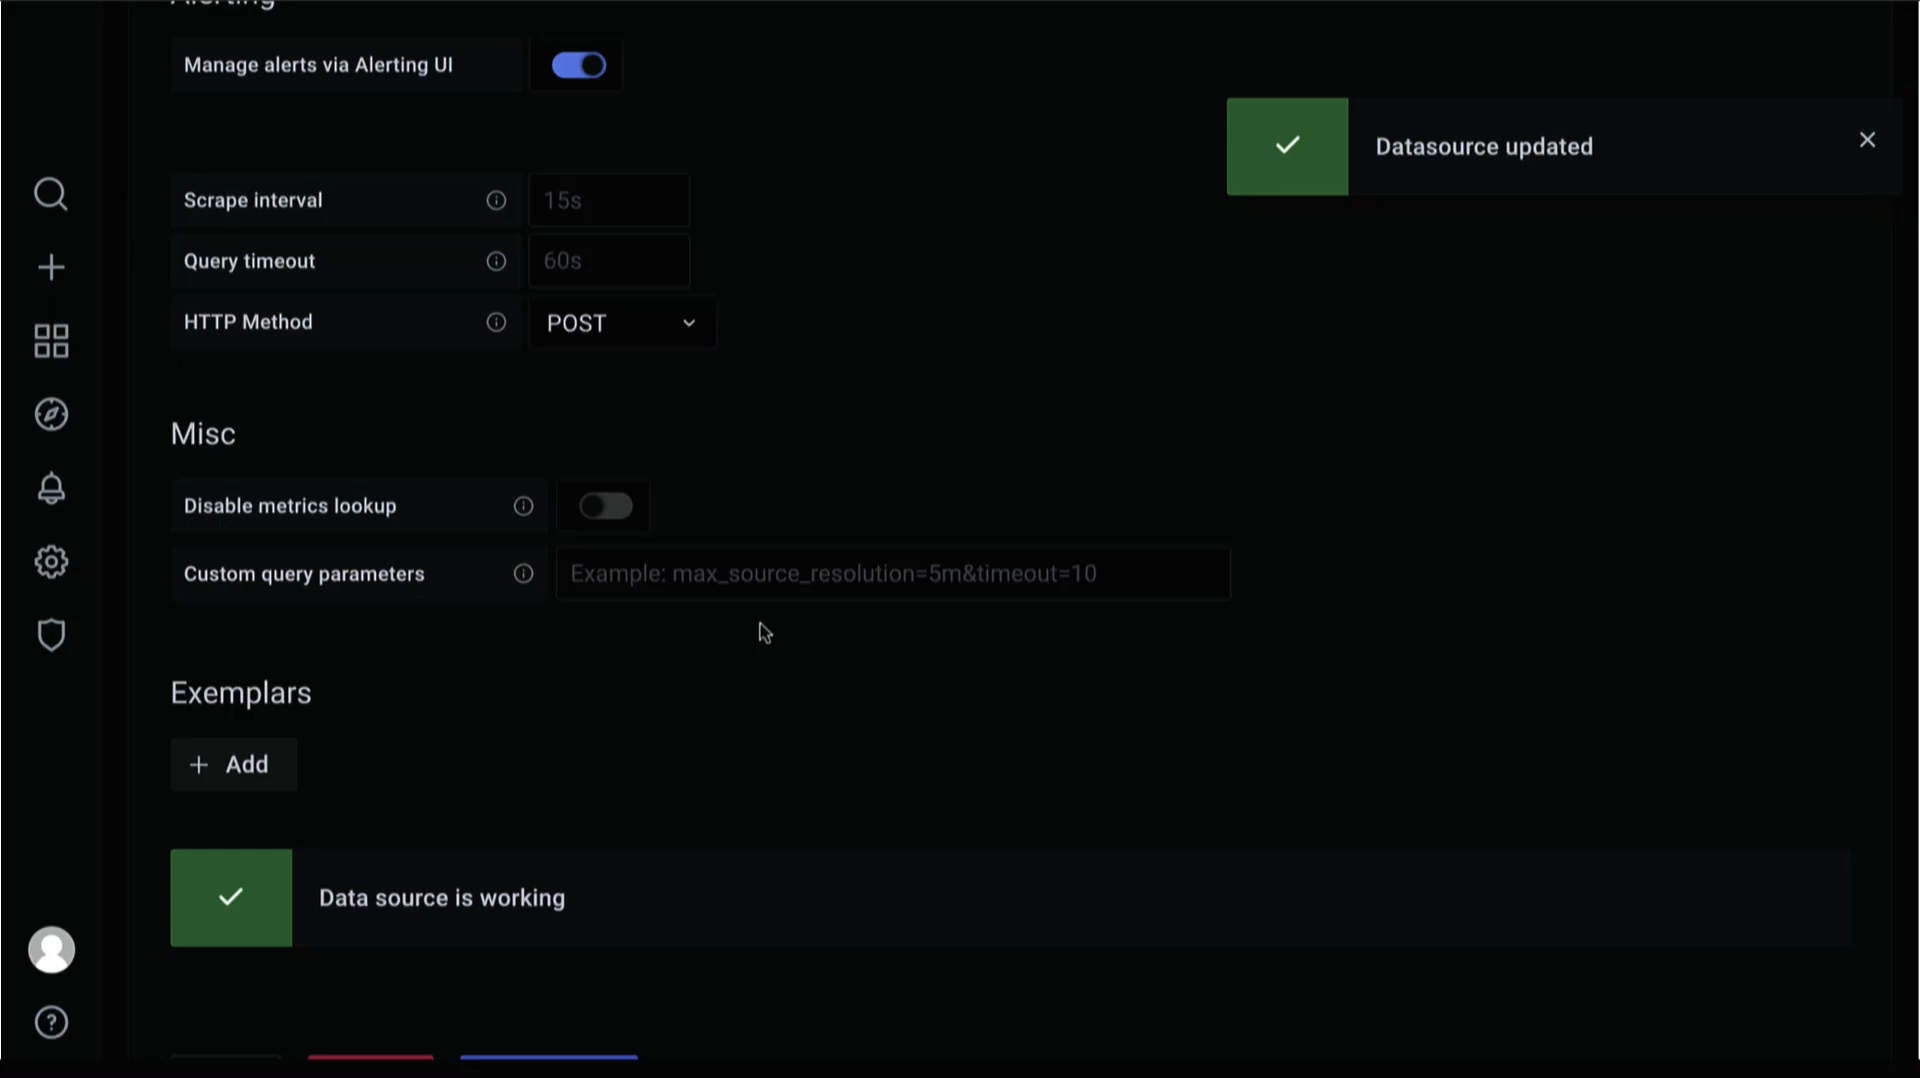 Alerting
Manage alerts via Alerting UI
Datasource updated
Scrape interval
15s
Query timeout
60s
HTTP Method
POST
Misc
Disable metrics lookup
Custom query parameters
Example: max_source_resolution=5m&timeout=10
Exemplars
Add
Data source is working